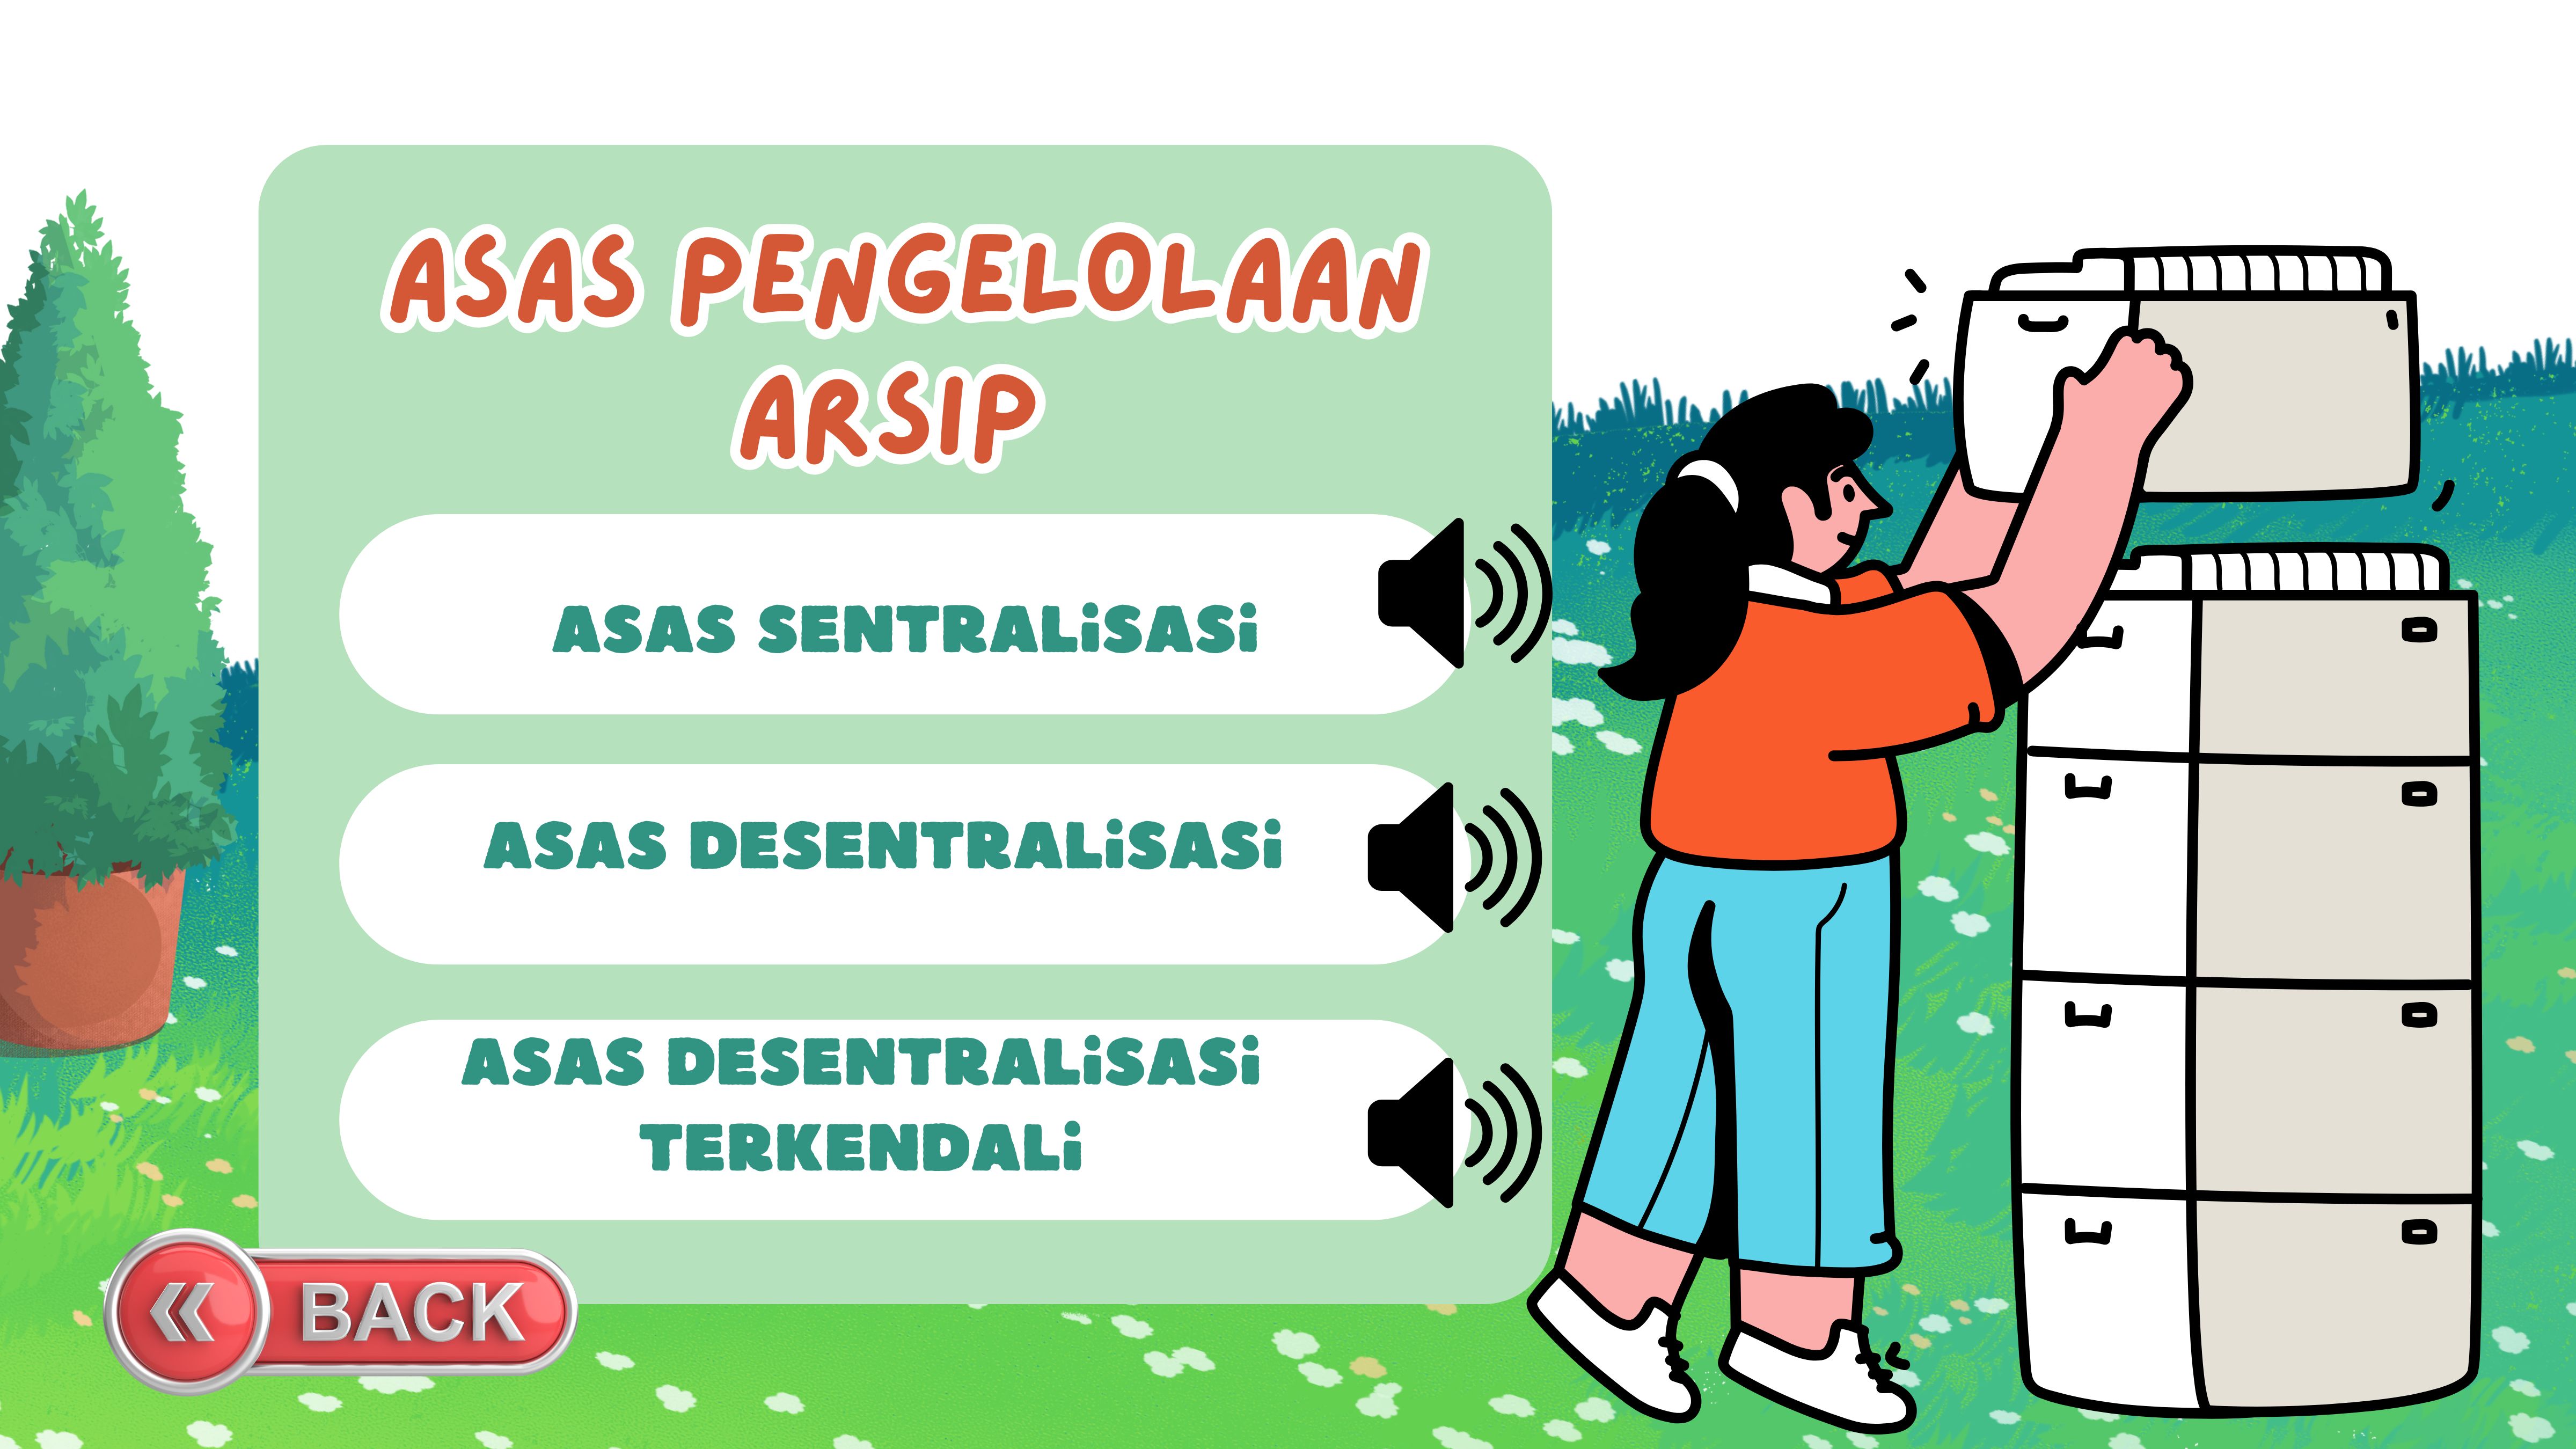 ASAS PENGELOLAAN
ARSIP
ASAS SENTRALiSASi
ASAS DESENTRALiSASi
ASAS DESENTRALiSASi
TERKENDALi
BACK